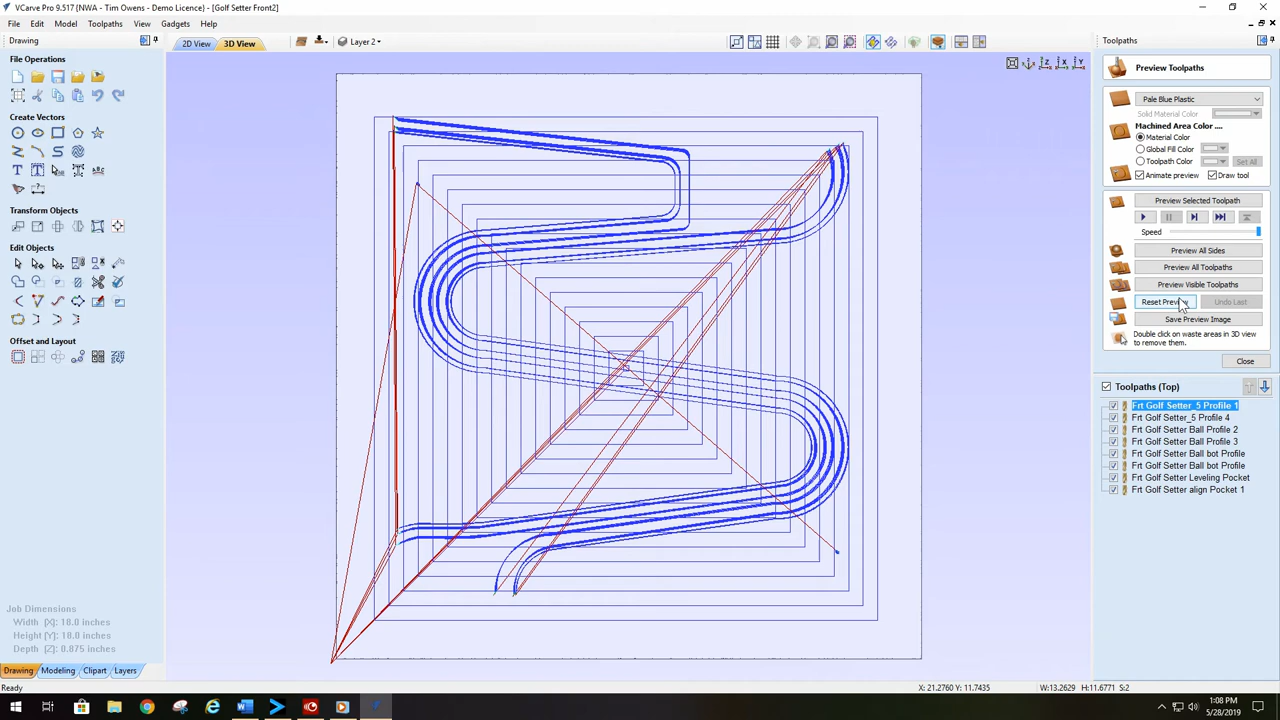 VCarve Pro 9.517 {NWA - Tim Owens - Demo Licence} - [Golf Setter Front2]
File Edit Model Toolpaths View Gadgets Help
Drawing
2D View 3D View
Layer 2
Toolpaths
File Operations
Create Vectors
Transform Objects
Edit Objects
Offset and Layout
Job Dimensions
Width (X): 18.0 inches
Height (Y): 18.0 inches
Depth (Z): 0.875 inches
Drawing Modeling Clipart Layers
Ready
Preview Toolpaths
Pale Blue Plastic
Solid Material Color
Machined Area Color ....
Material Color
Global Fill Color
Toolpath Color
Set All
Animate preview
Draw tool
Preview Selected Toolpath
Speed
Preview All Sides
Preview All Toolpaths
Preview Visible Toolpaths
Reset Preview
Undo Last
Save Preview Image
Double click on waste areas in 3D view
to remove them.
Close
Toolpaths (Top)
Frt Golf Setter_5 Profile 1
Frt Golf Setter_5 Profile 4
Frt Golf Setter Ball Profile 2
Frt Golf Setter Ball Profile 3
Frt Golf Setter Ball bot Profile
Frt Golf Setter Ball bot Profile
Frt Golf Setter Leveling Pocket
Frt Golf Setter align Pocket 1
X: 21.2760 Y: 11.7435
W:13.2629 H:11.6771 S:2
1:08 PM
5/28/2019